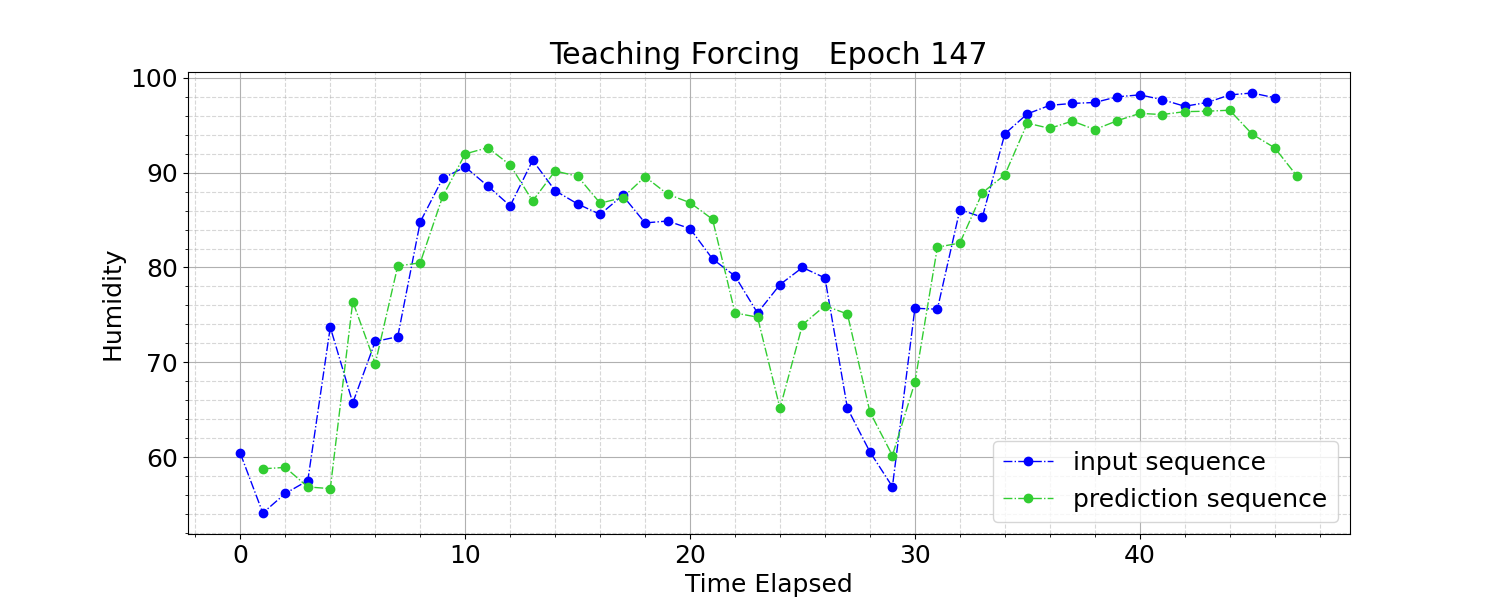 Teaching Forcing   Epoch 147
Humidity
100
90
80
70
60
input sequence
prediction sequence
0 10 20 30 40
Time Elapsed